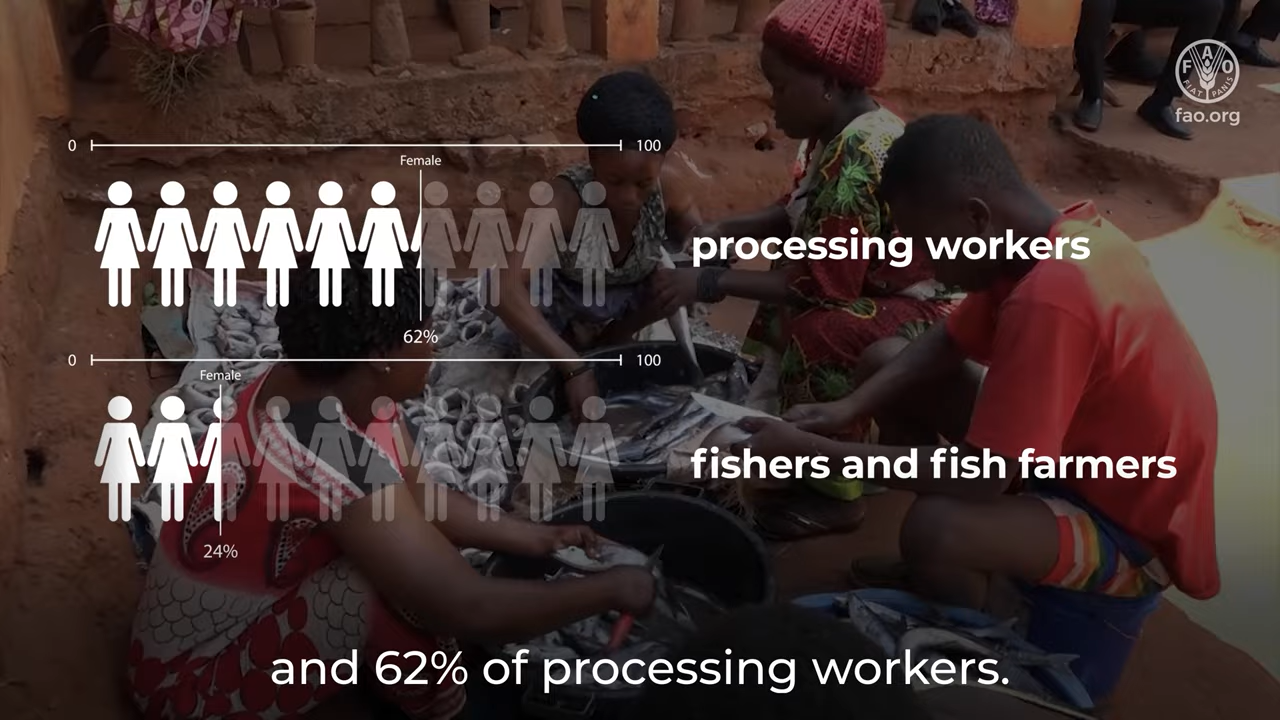 F A O
FIAT PANIS
fao.org
0 100
Female
processing workers
62%
0 100
Female
fishers and fish farmers
24%
and 62% of processing workers.